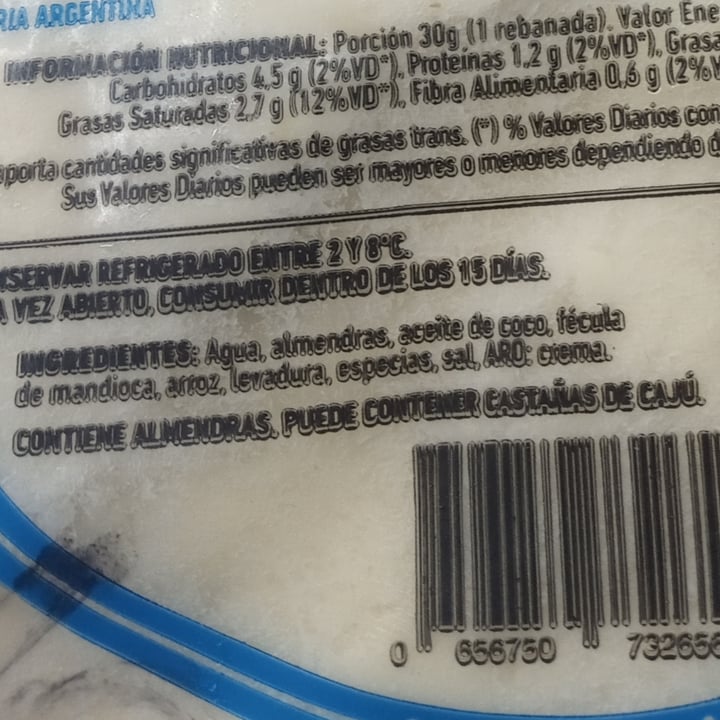 RIA ARGENTINA
INFORMACIÓN NUTRICIONAL: Porción 30g (1 rebanada). Valor Ene
Carbohidratos 4,5 g (2%VD*), Proteínas 1,2 g (2%VD*), Grasa
Grasas Saturadas 2,7 g (12%VD*), Fibra Alimentaria 0,6 g (2%V
porta cantidades significativas de grasas trans. (*) % Valores Diarios con
Sus Valores Diarios pueden ser mayores o menores dependiendo d
NSERVAR REFRIGERADO ENTRE 2 Y 8°C.
A VEZ ABIERTO, CONSUMIR DENTRO DE LOS 15 DÍAS.
INGREDIENTES: Agua, almendras, aceite de coco, fécula
de mandioca, arroz, levadura, especias, sal, ARO: crema.
CONTIENE ALMENDRAS. PUEDE CONTENER CASTAÑAS DE CAJÚ.
0 656750 732656